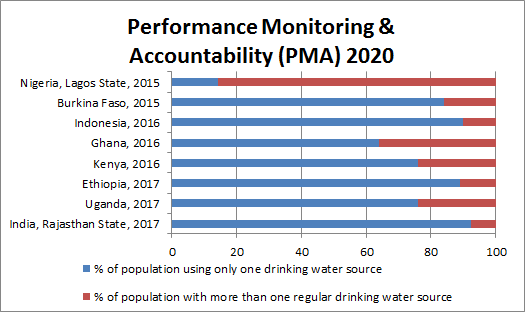 Performance Monitoring &
Accountability (PMA) 2020
Nigeria, Lagos State, 2015
Burkina Faso, 2015
Indonesia, 2016
Ghana, 2016
Kenya, 2016
Ethiopia, 2017
Uganda, 2017
India, Rajasthan State, 2017
0 20 40 60 80 100
% of population using only one drinking water source
% of population with more than one regular drinking water source